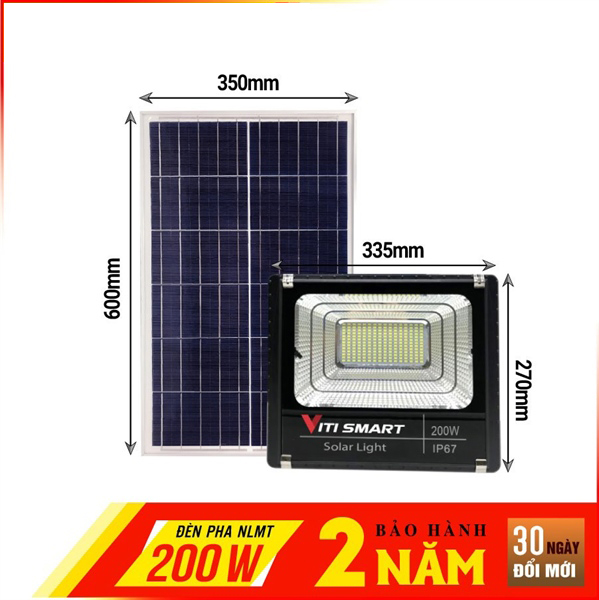 350mm
600mm
335mm
270mm
VITI SMART
Solar Light
200W
IP67
ĐÈN PHA NLMT
200 W
BẢO HÀNH
2 NĂM
30 NGÀY
ĐỔI MỚI